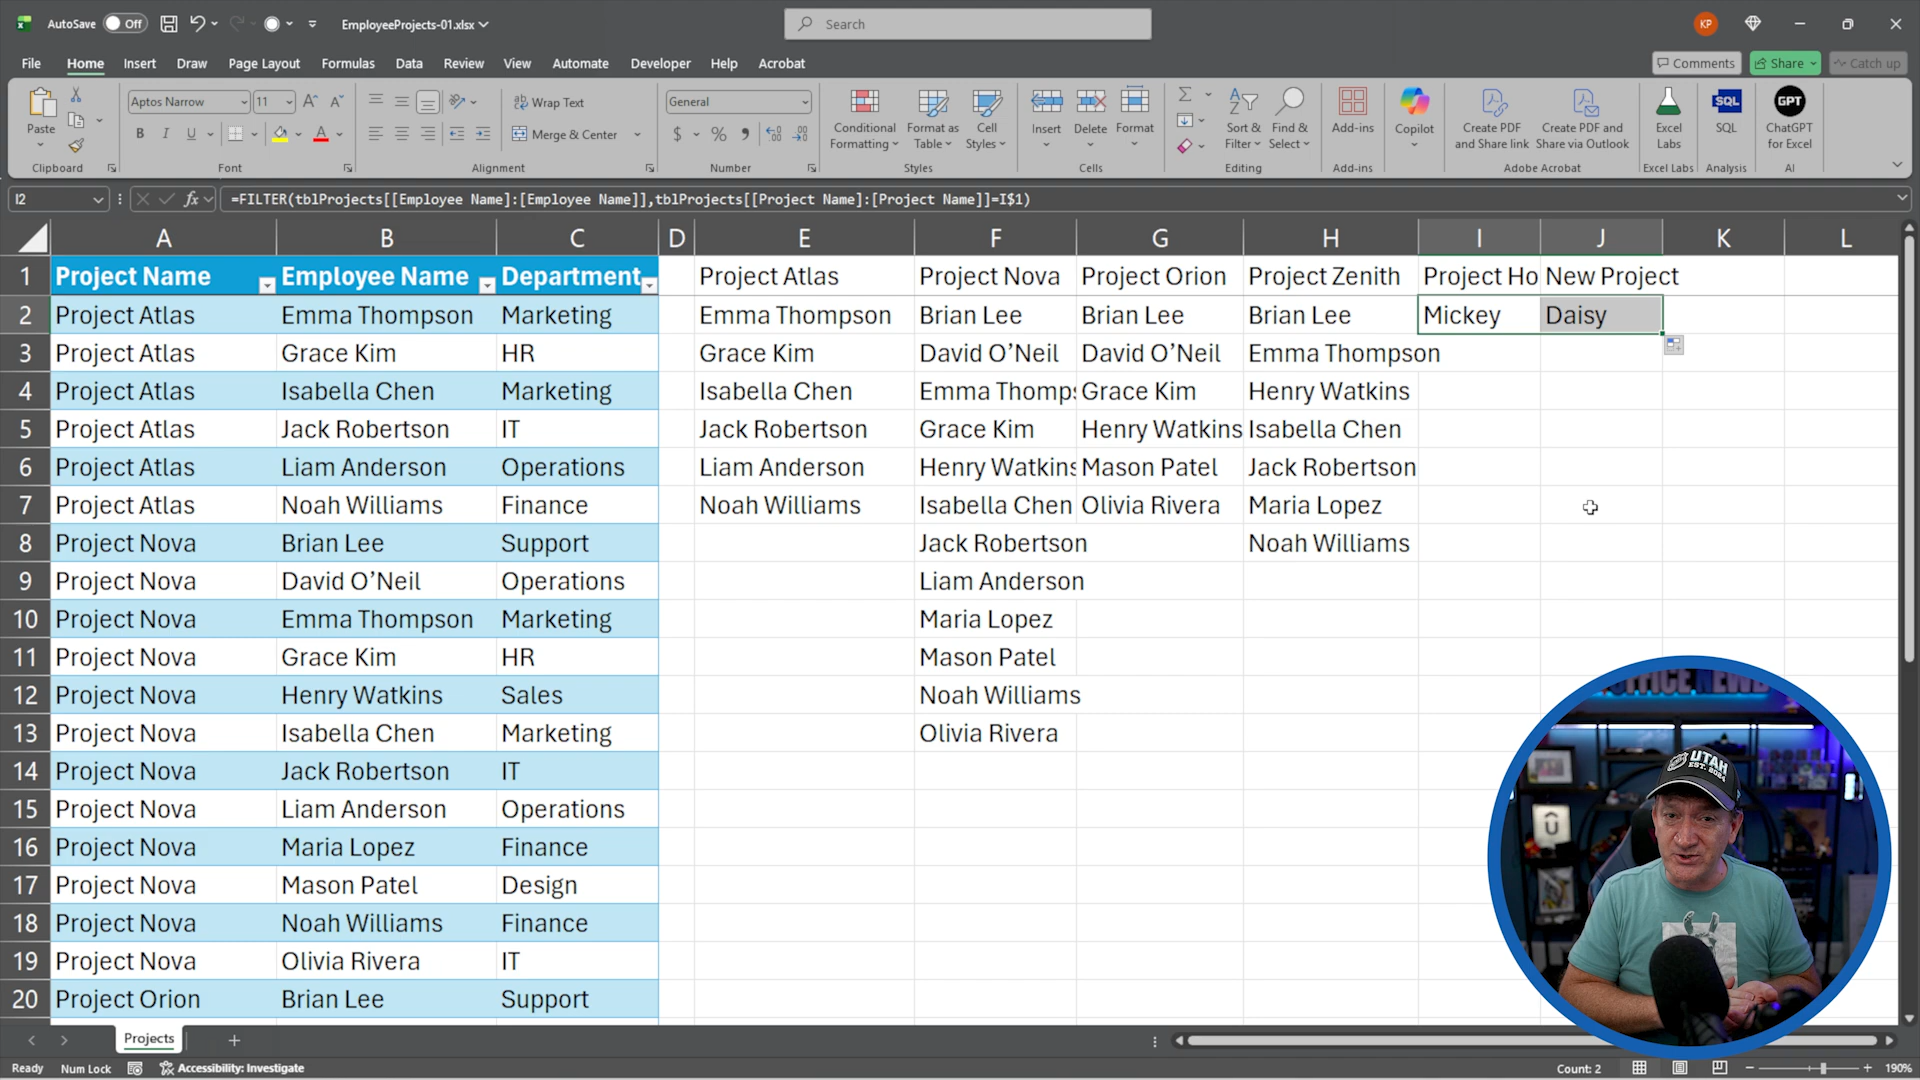 AutoSave Off EmployeeProjects-01.xlsx Search KP
File Home Insert Draw Page Layout Formulas Data Review View Automate Developer Help Acrobat Comments Share Catch up
Paste Aptos Narrow 11 Wrap Text General Conditional Formatting Format as Table Cell Styles Insert Delete Format Sort & Filter Find & Select Add-ins Copilot Create PDF and Share link Create PDF and Share via Outlook Excel Labs SQL SQL GPT ChatGPT for Excel
B I U Merge & Center $ %
Clipboard Font Alignment Number Styles Cells Editing Add-ins Adobe Acrobat Excel Labs Analysis AI
I2 fx =FILTER(tblProjects[[Employee Name]:[Employee Name]],tblProjects[[Project Name]:[Project Name]]=I$1)
A B C D E F G H I J K L
1 Project Name Employee Name Department Project Atlas Project Nova Project Orion Project Zenith Project Ho New Project
2 Project Atlas Emma Thompson Marketing Emma Thompson Brian Lee Brian Lee Brian Lee Mickey Daisy
3 Project Atlas Grace Kim HR Grace Kim David O’Neil David O’Neil Emma Thompson
4 Project Atlas Isabella Chen Marketing Isabella Chen Emma Thomps Grace Kim Henry Watkins
5 Project Atlas Jack Robertson IT Jack Robertson Grace Kim Henry Watkins Isabella Chen
6 Project Atlas Liam Anderson Operations Liam Anderson Henry Watkins Mason Patel Jack Robertson
7 Project Atlas Noah Williams Finance Noah Williams Isabella Chen Olivia Rivera Maria Lopez
8 Project Nova Brian Lee Support Jack Robertson Noah Williams
9 Project Nova David O’Neil Operations Liam Anderson
10 Project Nova Emma Thompson Marketing Maria Lopez
11 Project Nova Grace Kim HR Mason Patel
12 Project Nova Henry Watkins Sales Noah Williams
13 Project Nova Isabella Chen Marketing Olivia Rivera
14 Project Nova Jack Robertson IT
15 Project Nova Liam Anderson Operations
16 Project Nova Maria Lopez Finance
17 Project Nova Mason Patel Design
18 Project Nova Noah Williams Finance
19 Project Nova Olivia Rivera IT
20 Project Orion Brian Lee Support
UTAH
EST. 2024
Projects
Ready Num Lock Accessibility: Investigate Count: 2 190%